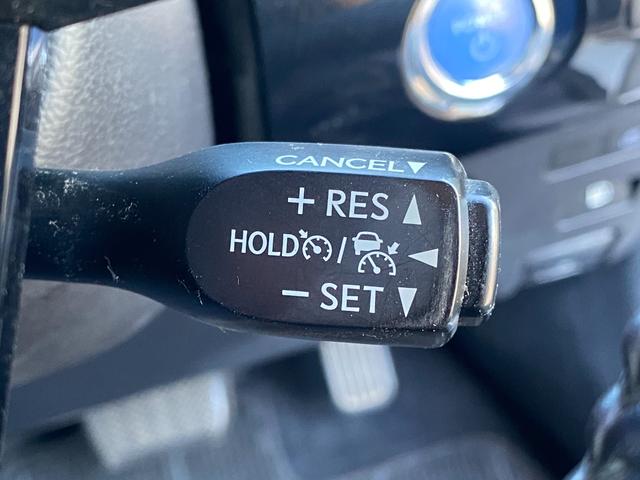 CANCEL▼
+ RES ▲
HOLD / ◀
− SET ▼